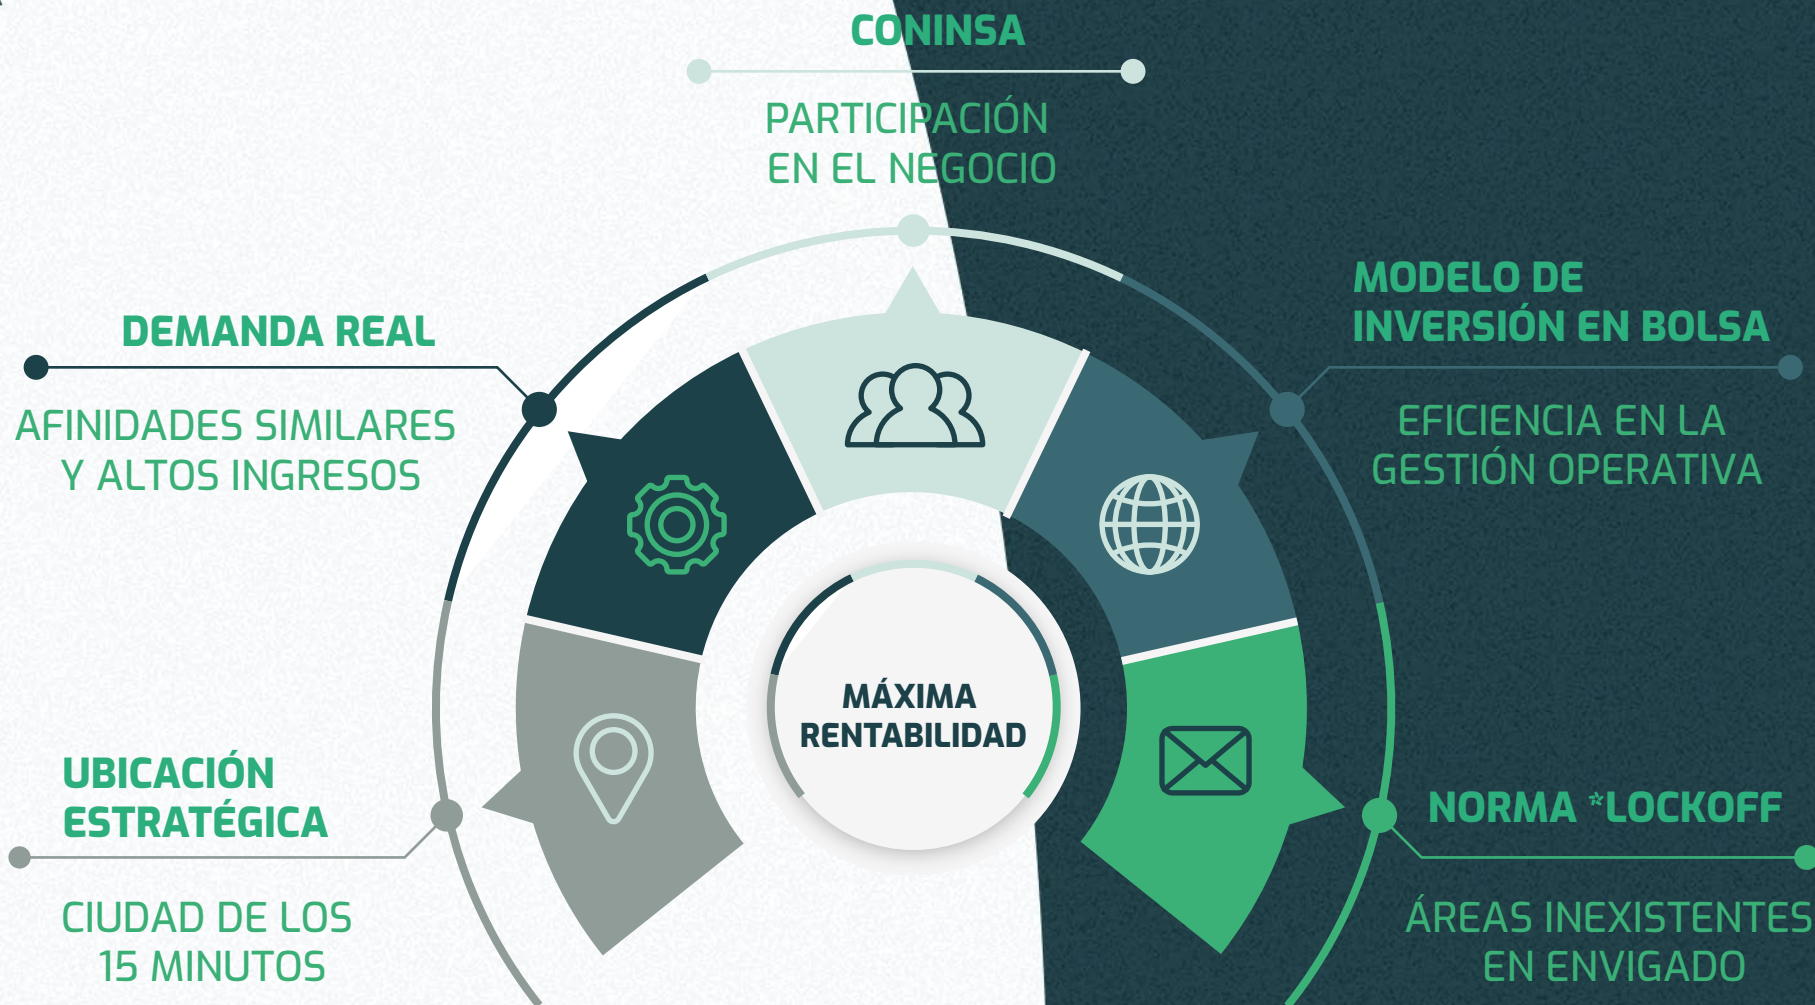 CONINSA
PARTICIPACIÓN
EN EL NEGOCIO
DEMANDA REAL
AFINIDADES SIMILARES
Y ALTOS INGRESOS
MODELO DE
INVERSIÓN EN BOLSA
EFICIENCIA EN LA
GESTIÓN OPERATIVA
MÁXIMA
RENTABILIDAD
UBICACIÓN
ESTRATÉGICA
CIUDAD DE LOS
15 MINUTOS
NORMA *LOCKOFF
ÁREAS INEXISTENTES
EN ENVIGADO